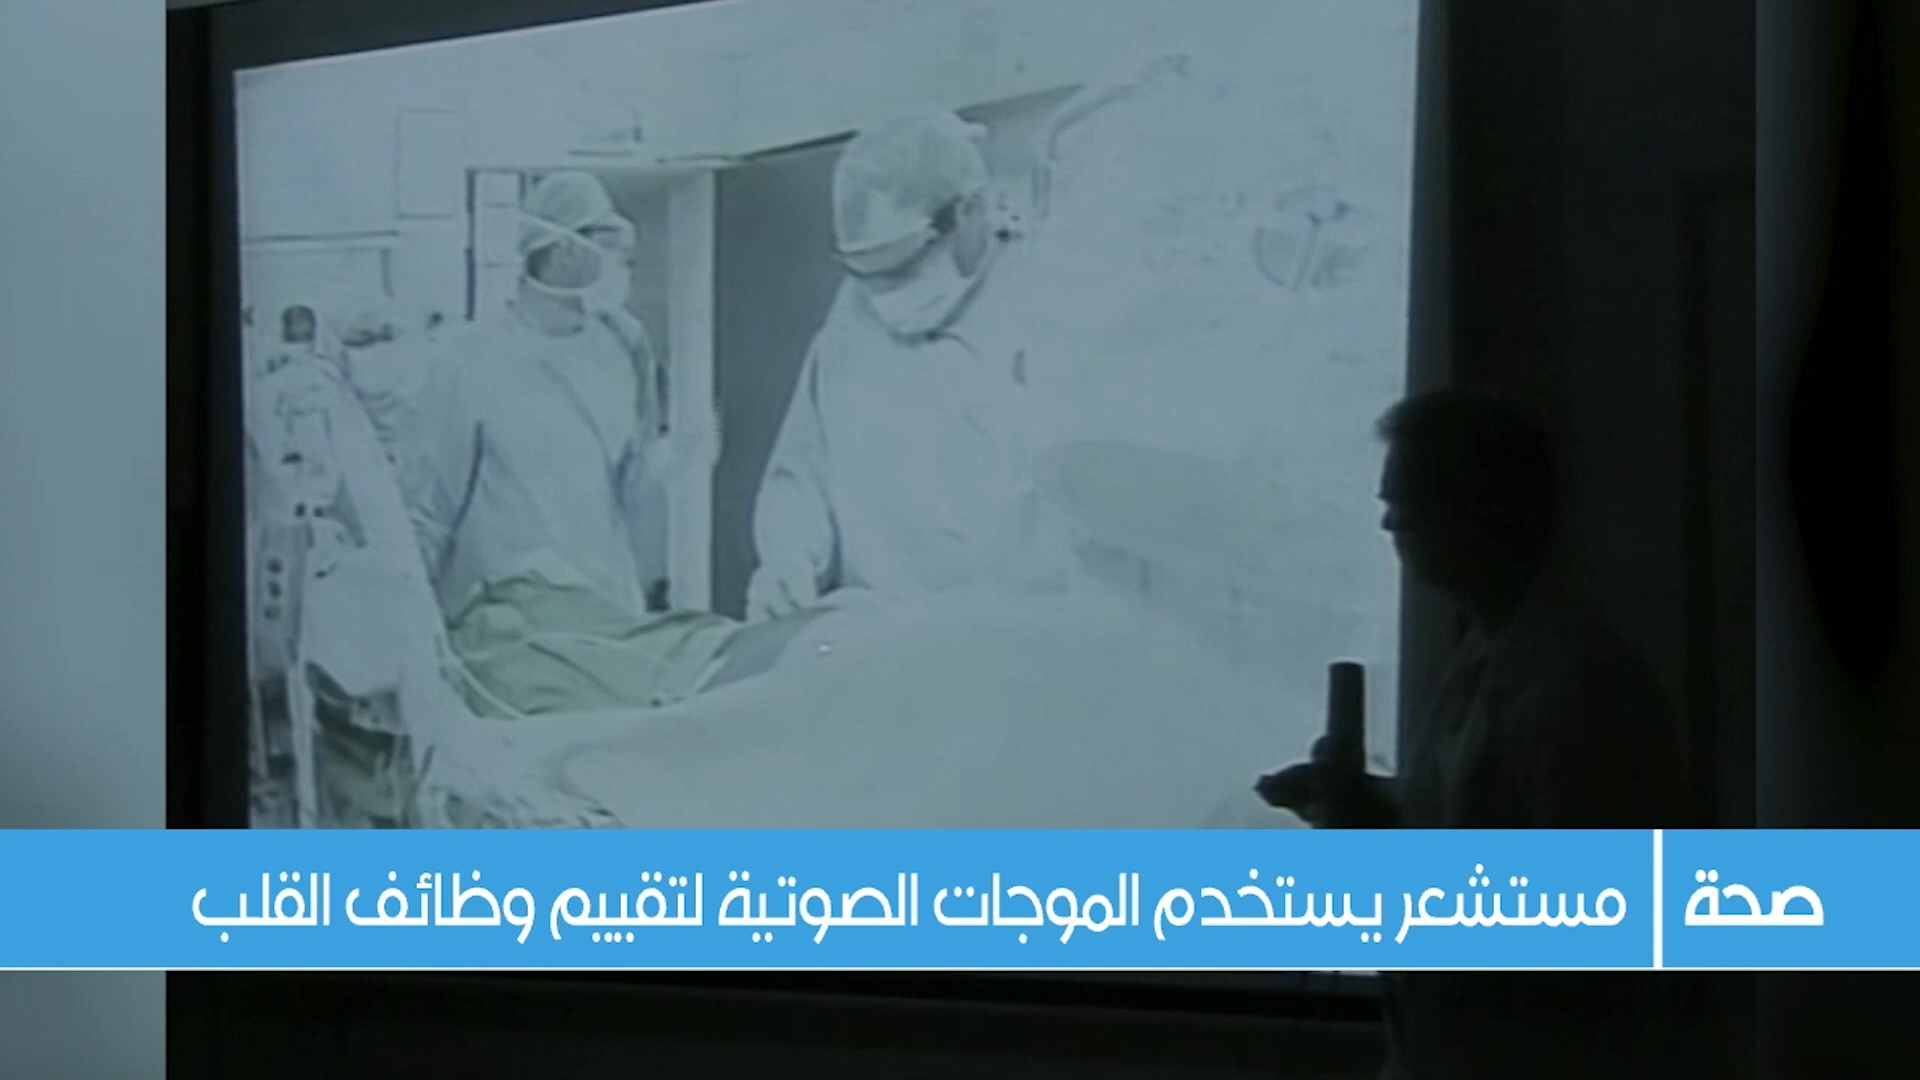 صحة
مستشعر يستخدم الموجات الصوتية لتقييم وظائف القلب